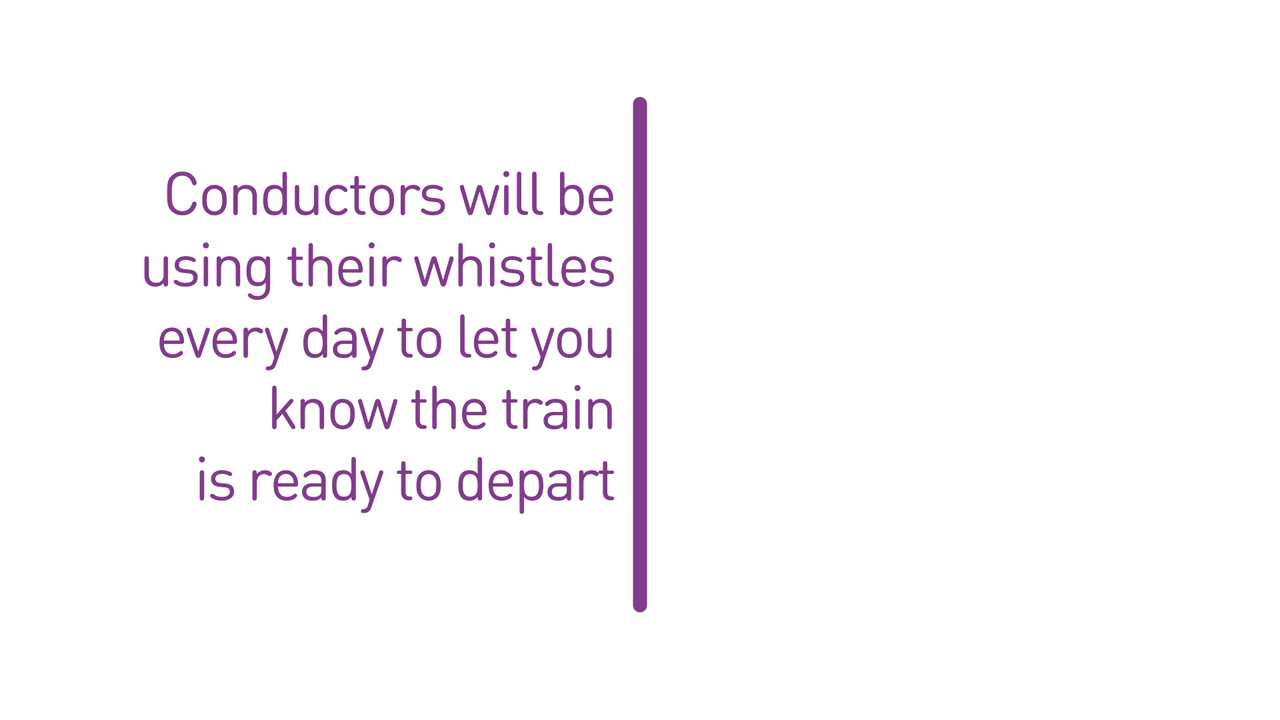 Conductors will be
using their whistles
every day to let you
know the train
is ready to depart